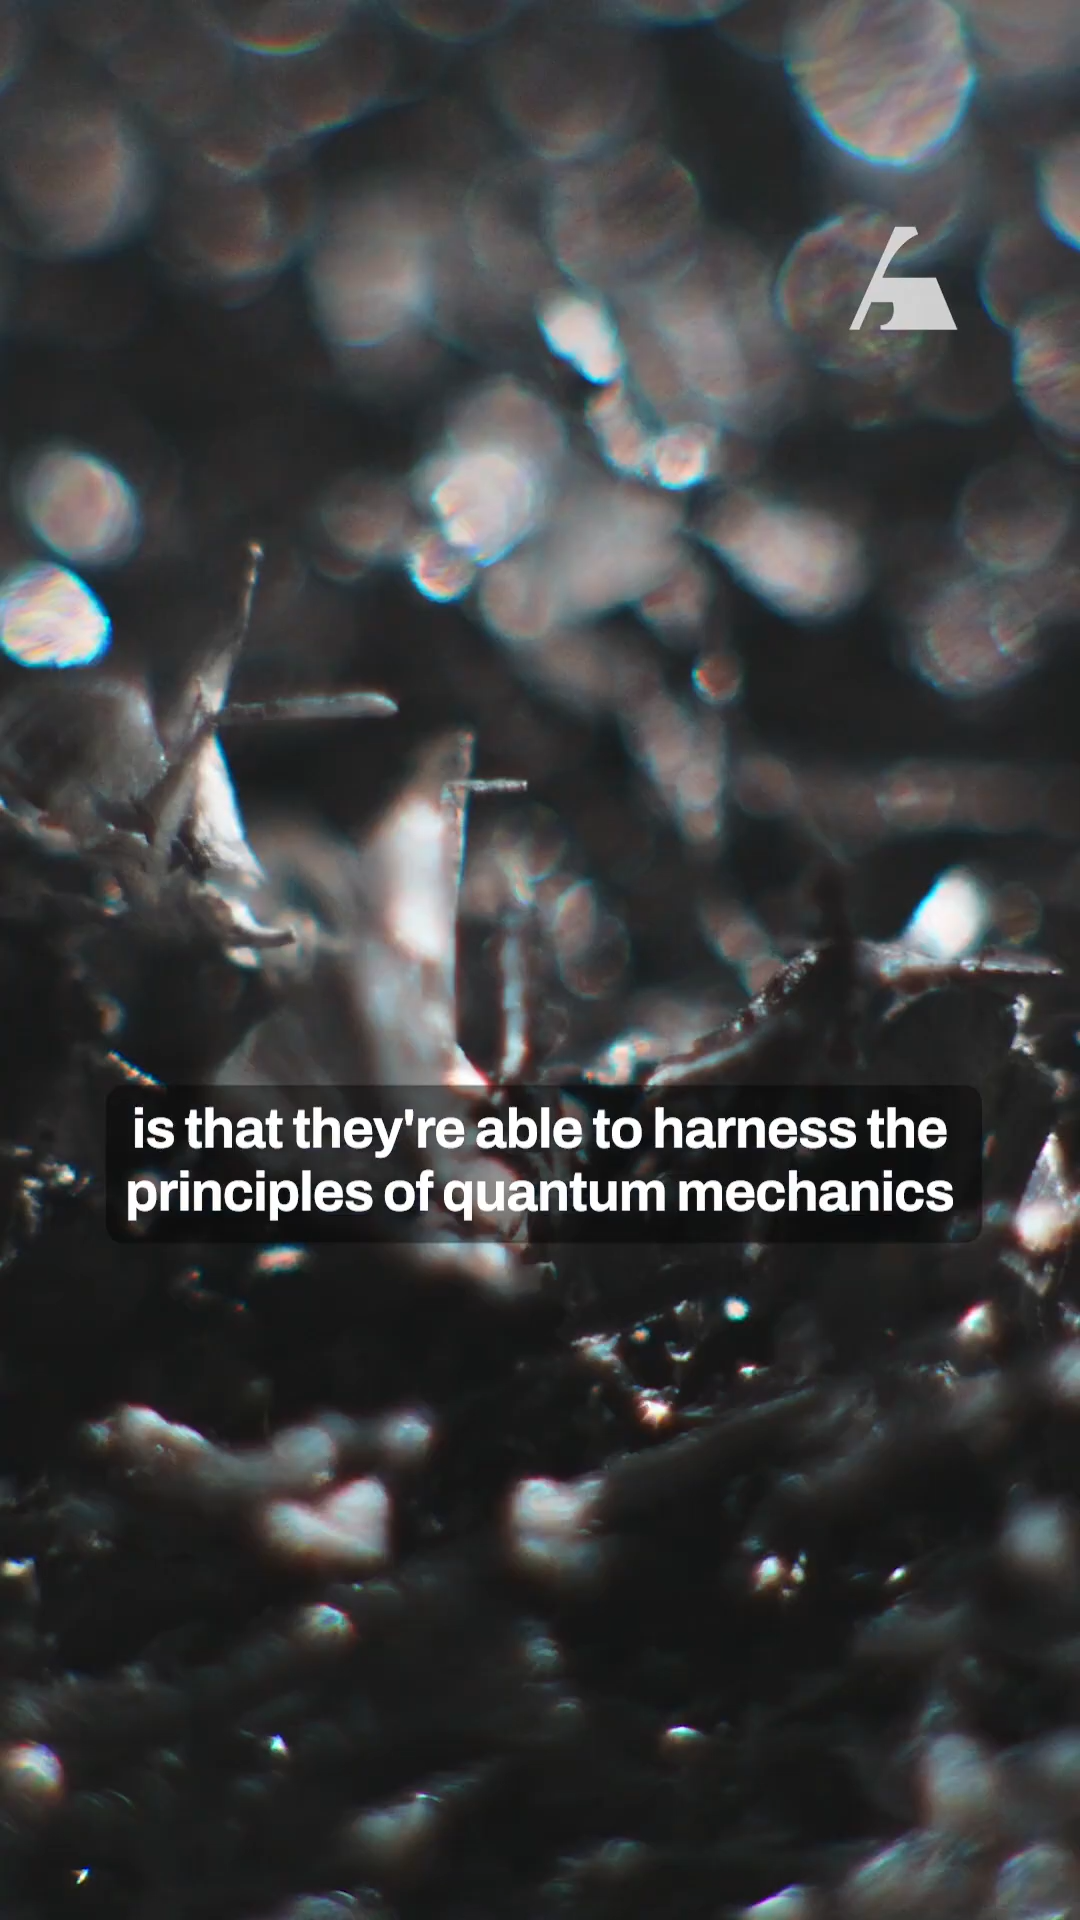 is that they're able to harness the
principles of quantum mechanics